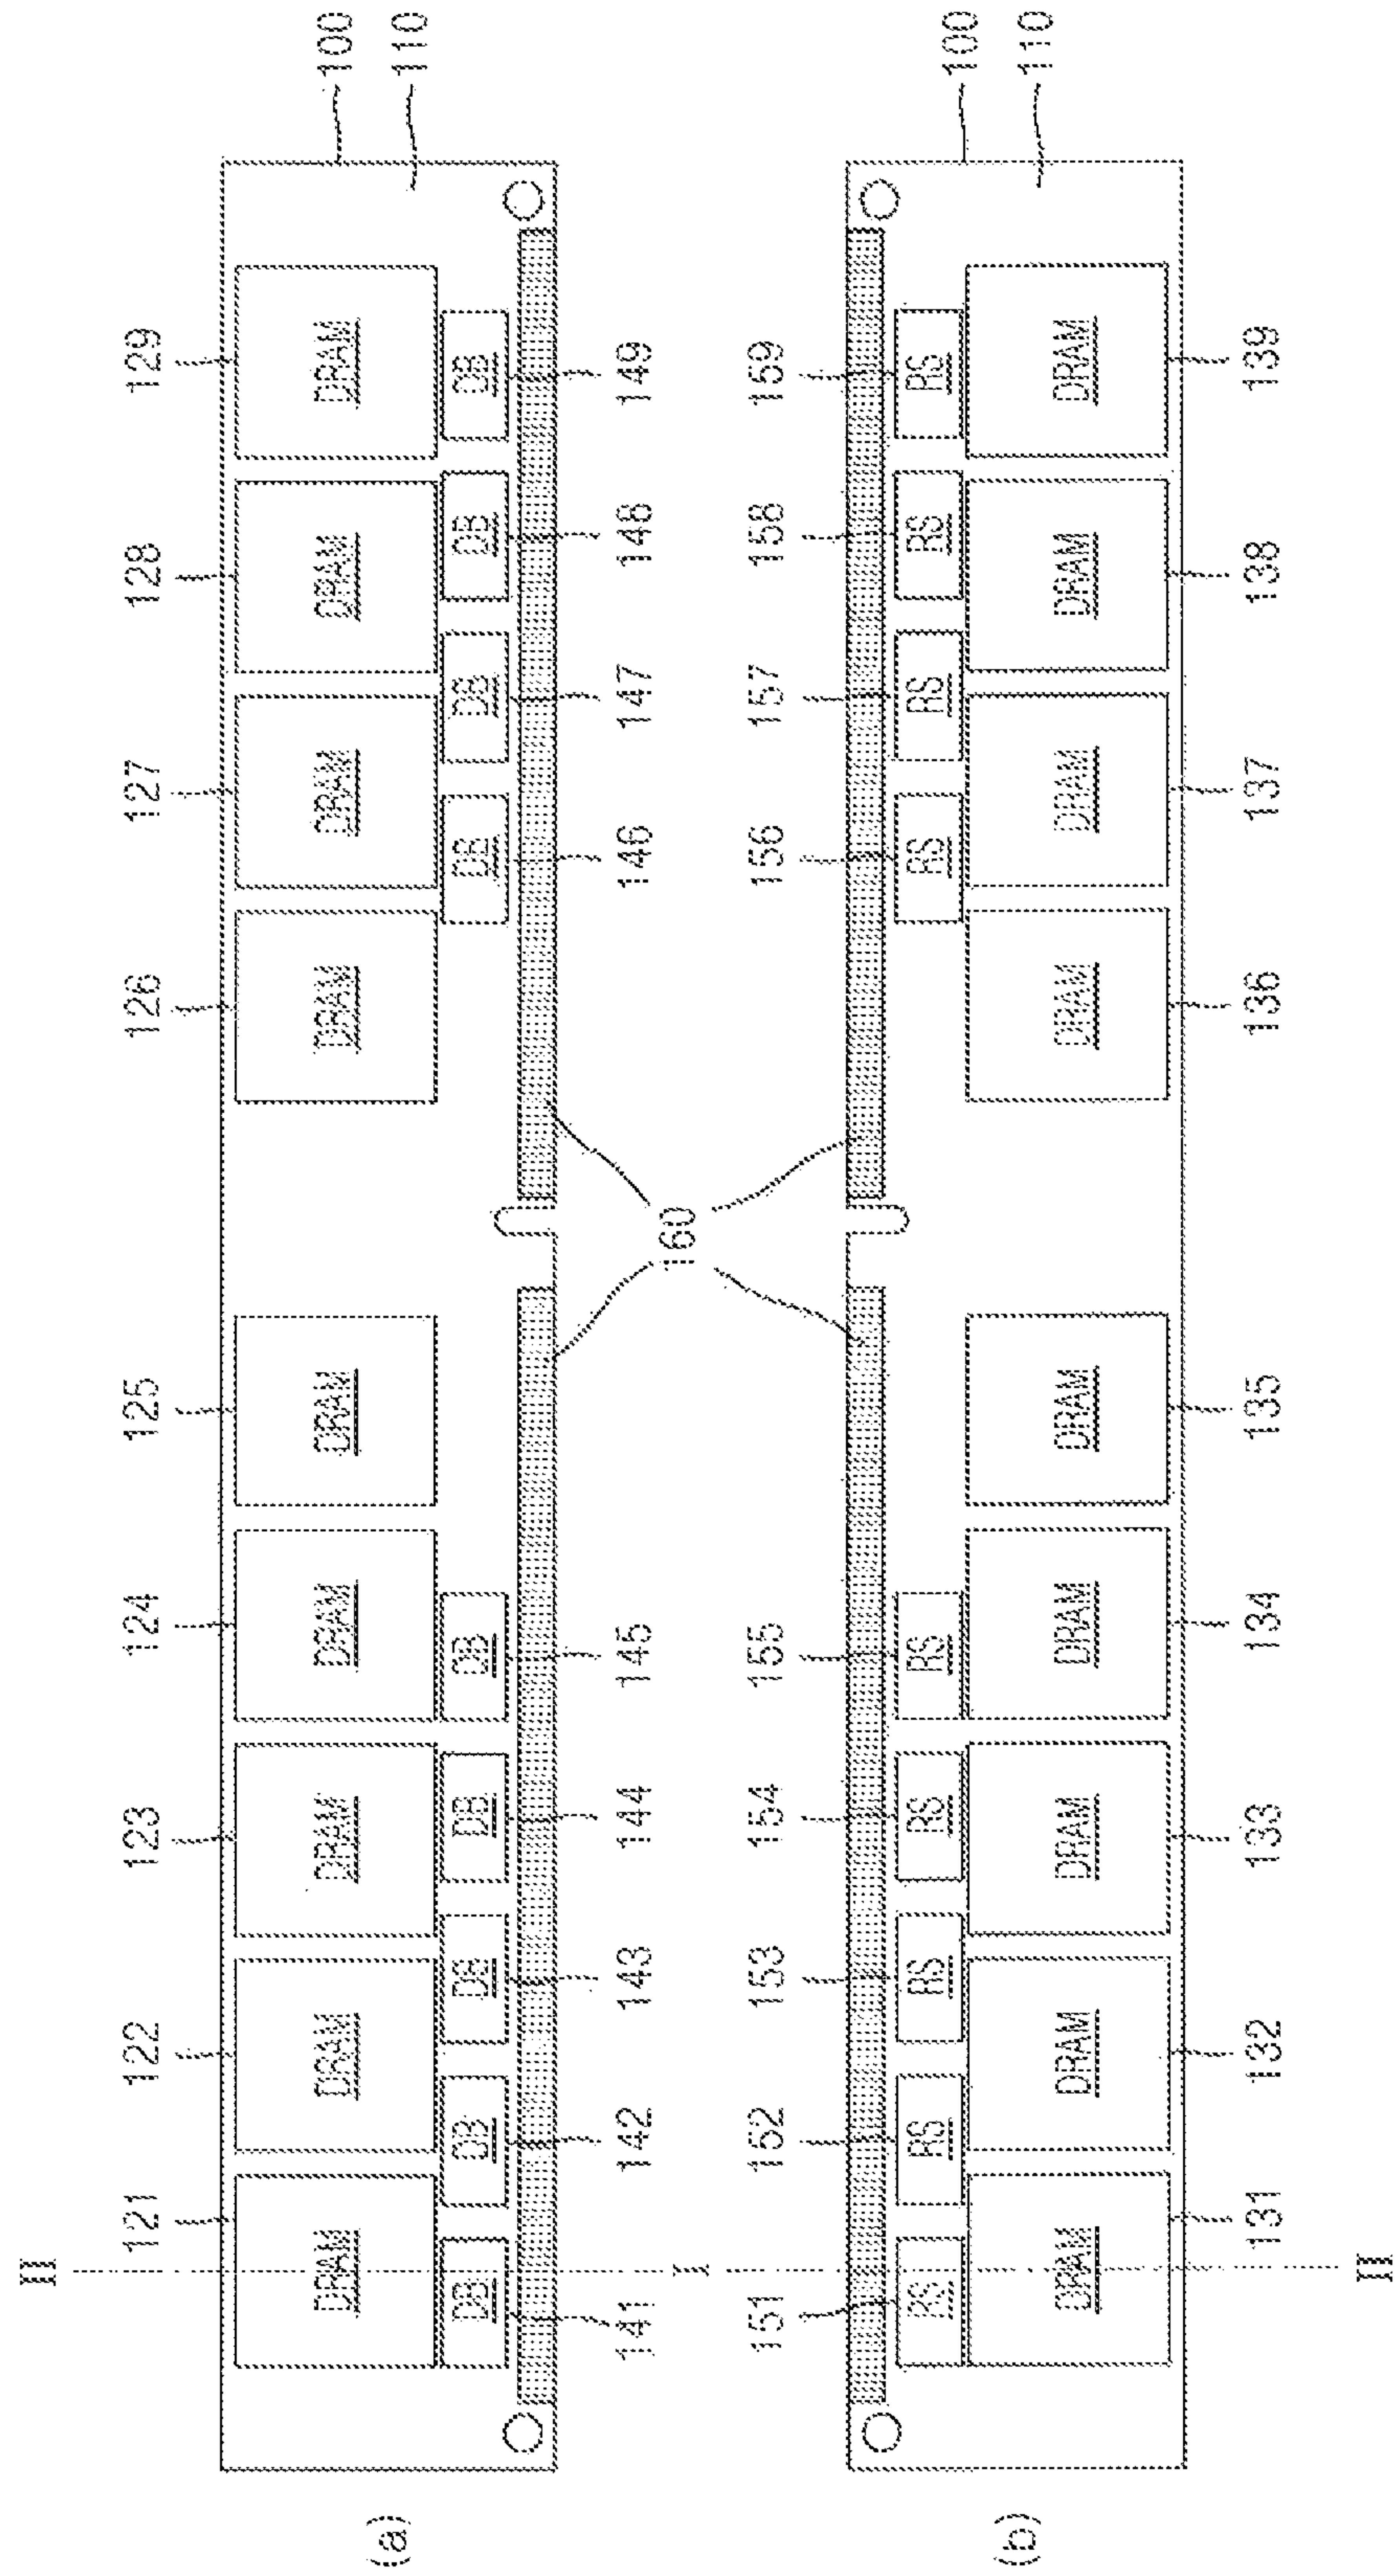 100
110
121 122 123 124 125 126 127 128 129
DRAM DRAM DRAM DRAM DRAM DRAM DRAM DRAM DRAM
DB DB DB DB DB DB DB DB DB
141 142 143 144 145 146 147 148 149
(a)
II
I
160
100
110
151 152 153 154 155 156 157 158 159
RS RS RS RS RS RS RS RS RS
DRAM DRAM DRAM DRAM DRAM DRAM DRAM DRAM DRAM
131 132 133 134 135 136 137 138 139
(b)
II